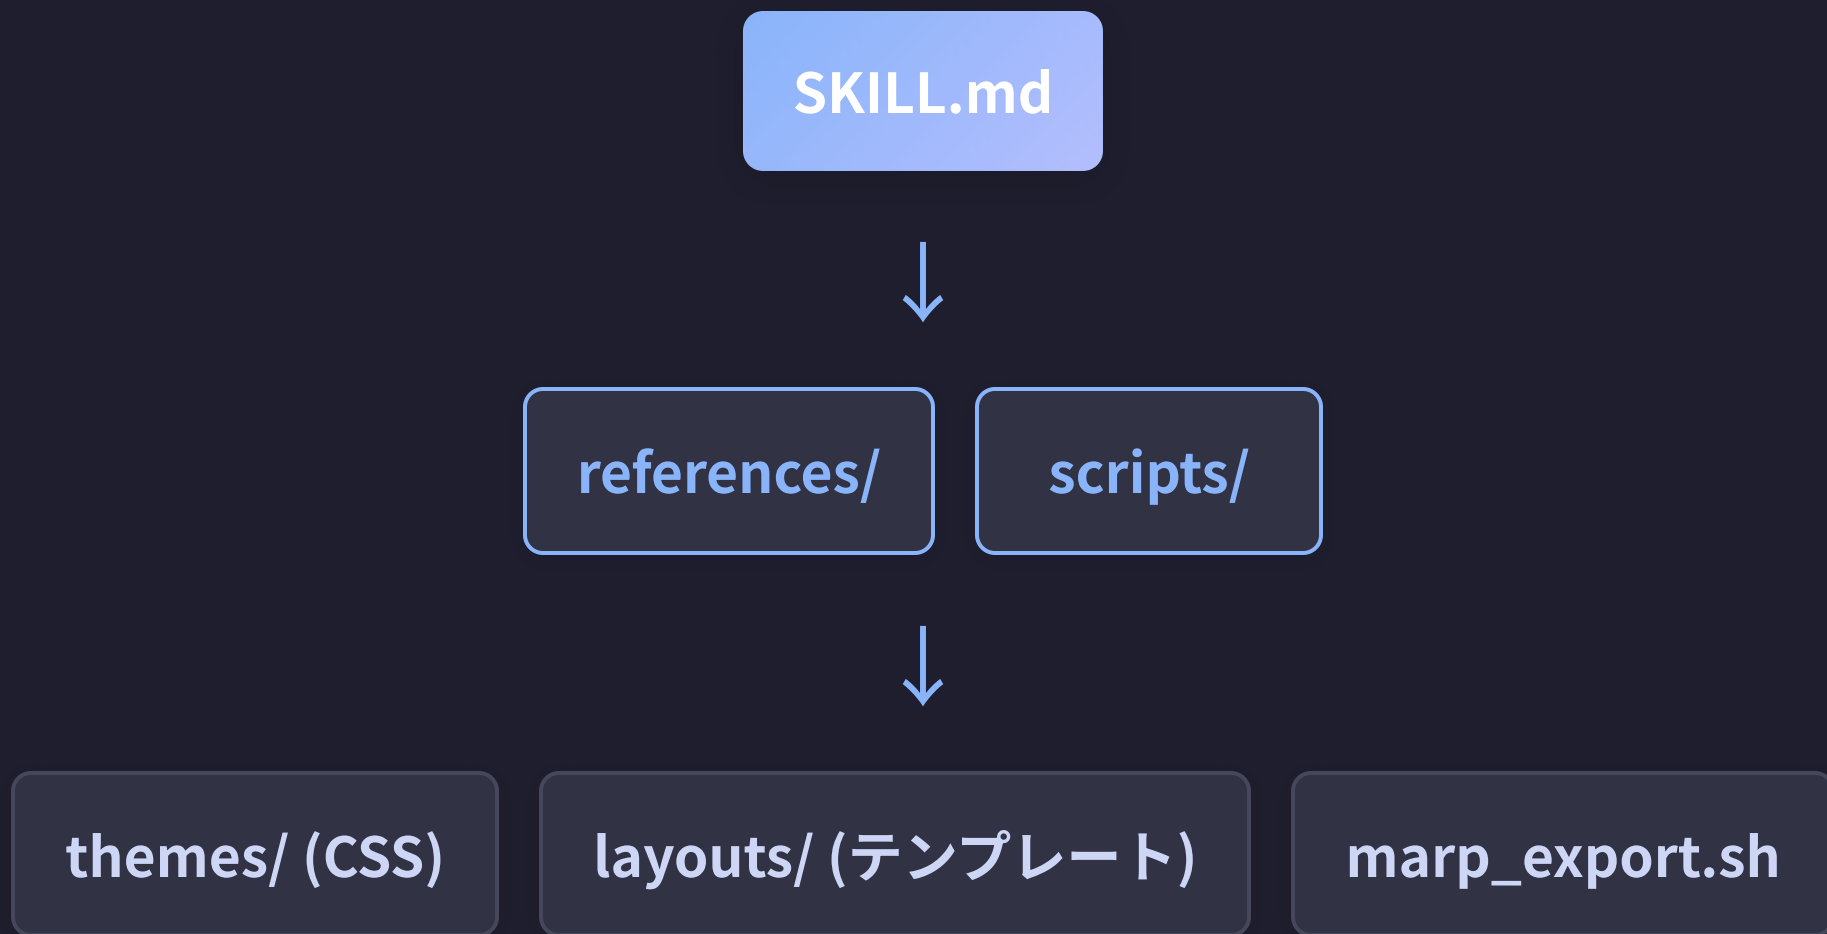 SKILL.md
↓
references/
scripts/
↓
themes/ (CSS)
layouts/ (テンプレート)
marp_export.sh